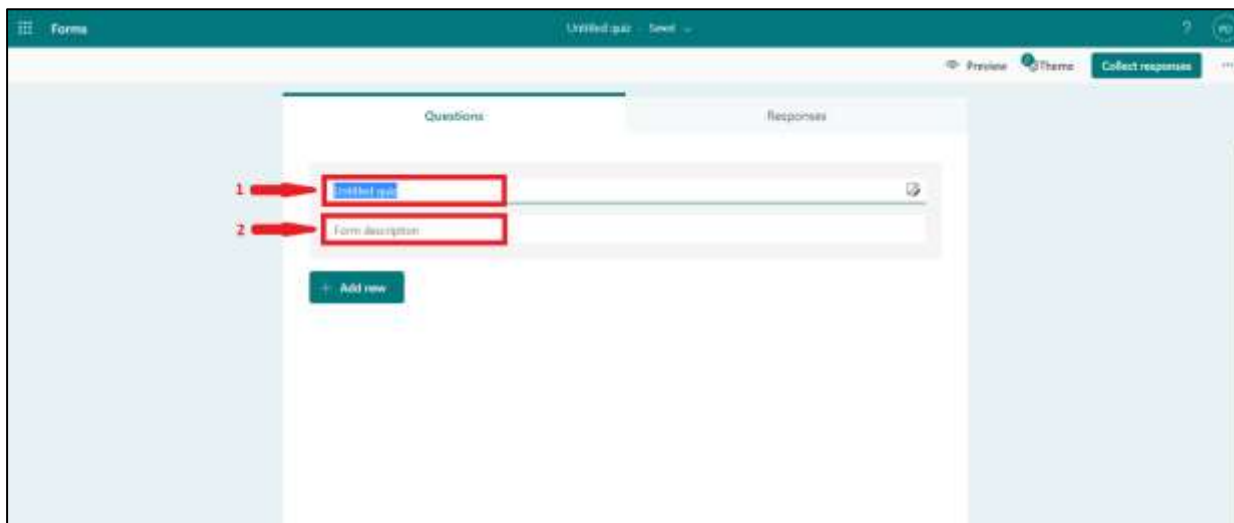 Forms
Untitled quiz - Saved
?
Preview
Theme
Collect responses
...
Questions
Responses
1
Untitled quiz
2
Form description
+ Add new